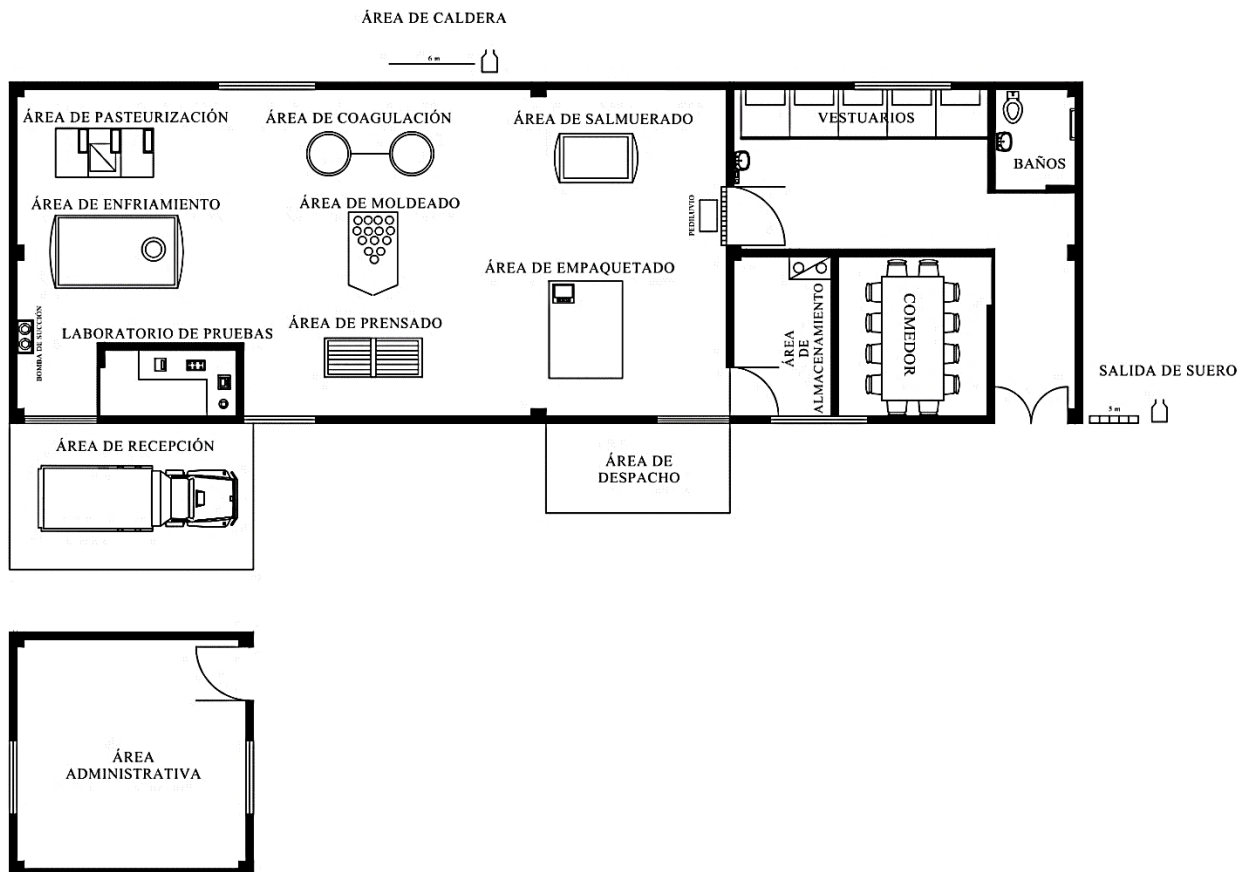 ÁREA DE CALDERA
6 m
ÁREA DE PASTEURIZACIÓN
ÁREA DE COAGULACIÓN
ÁREA DE SALMUERADO
VESTUARIOS
BAÑOS
ÁREA DE ENFRIAMIENTO
ÁREA DE MOLDEADO
PEDILUVIO
ÁREA DE EMPAQUETADO
BOMBA DE SUCCIÓN
LABORATORIO DE PRUEBAS
ÁREA DE PRENSADO
ÁREA
DE
ALMACENAMIENTO
COMEDOR
SALIDA DE SUERO
5 m
ÁREA DE RECEPCIÓN
ÁREA DE
DESPACHO
ÁREA
ADMINISTRATIVA